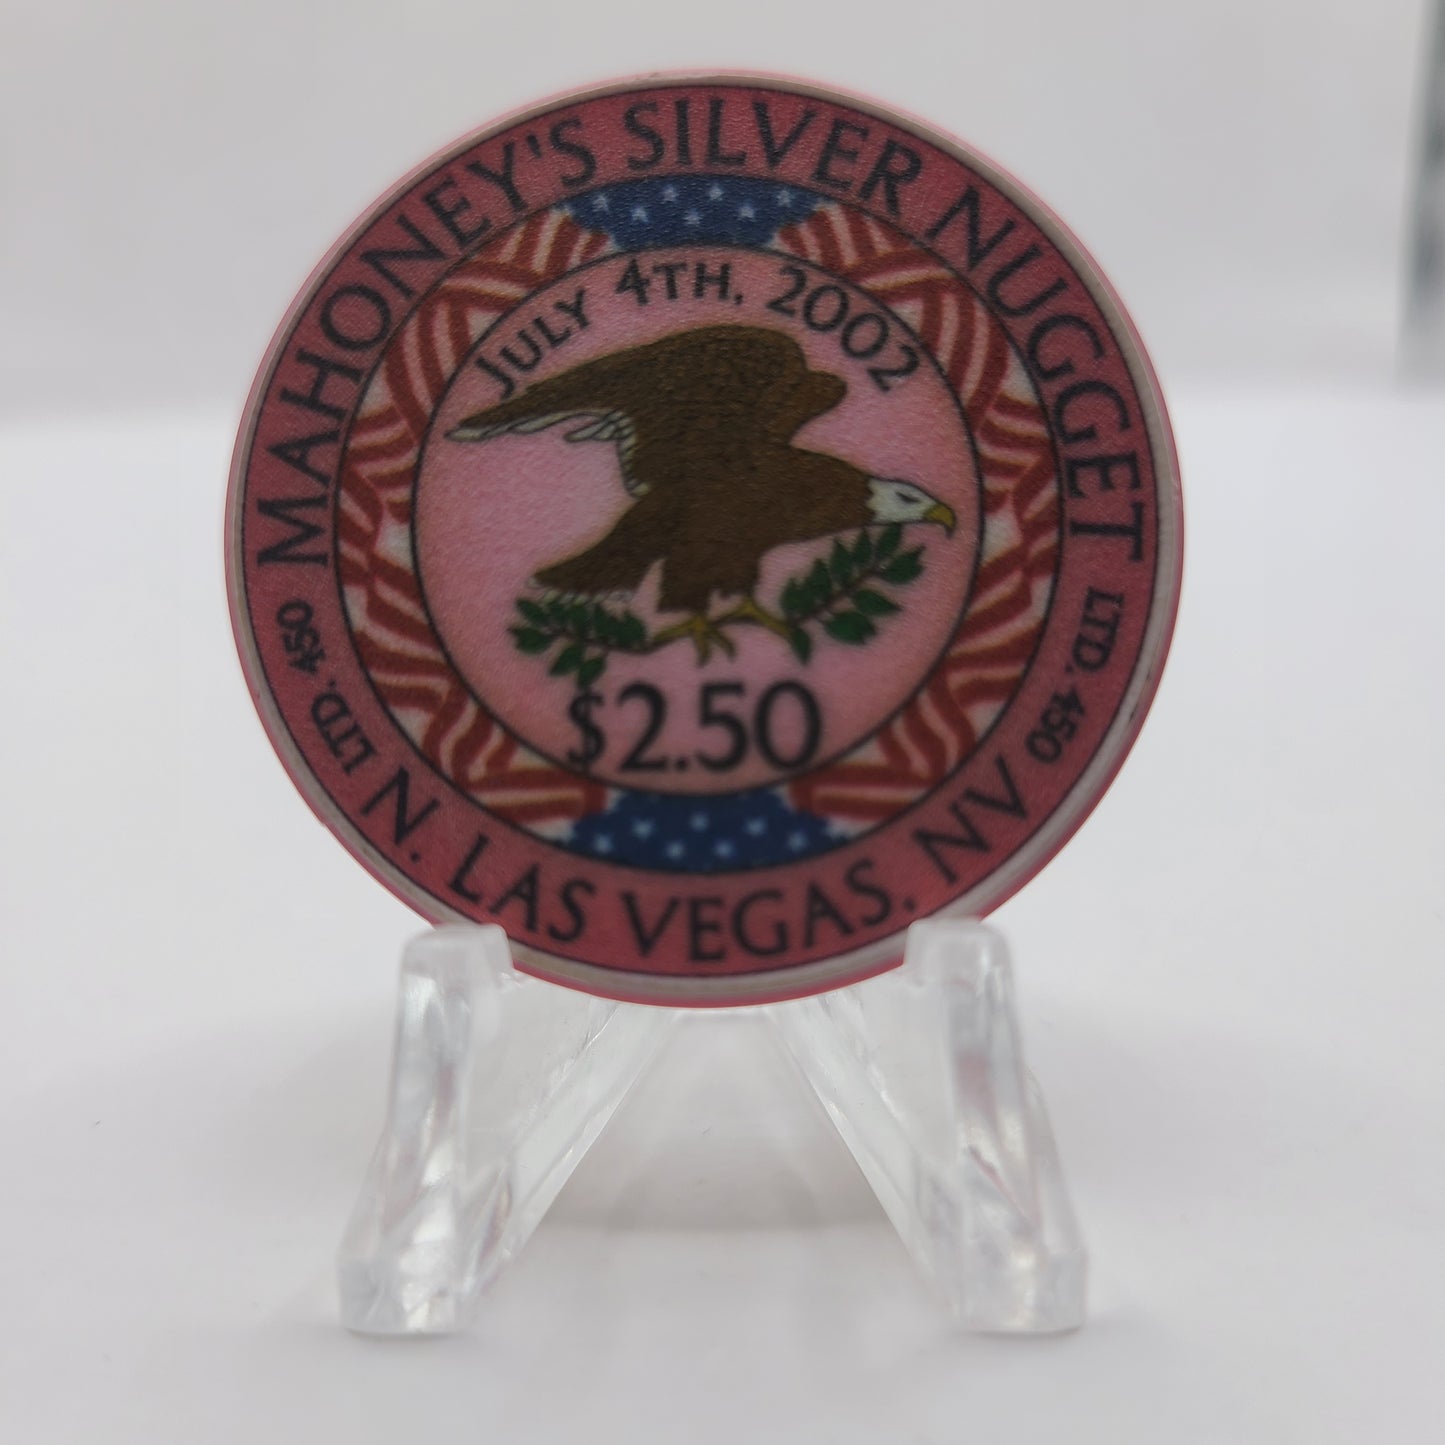 MAHONEY'S SILVER NUGGET
JULY 4TH, 2002
$2.50
LTD. 450
N. LAS VEGAS, NV
LTD. 450